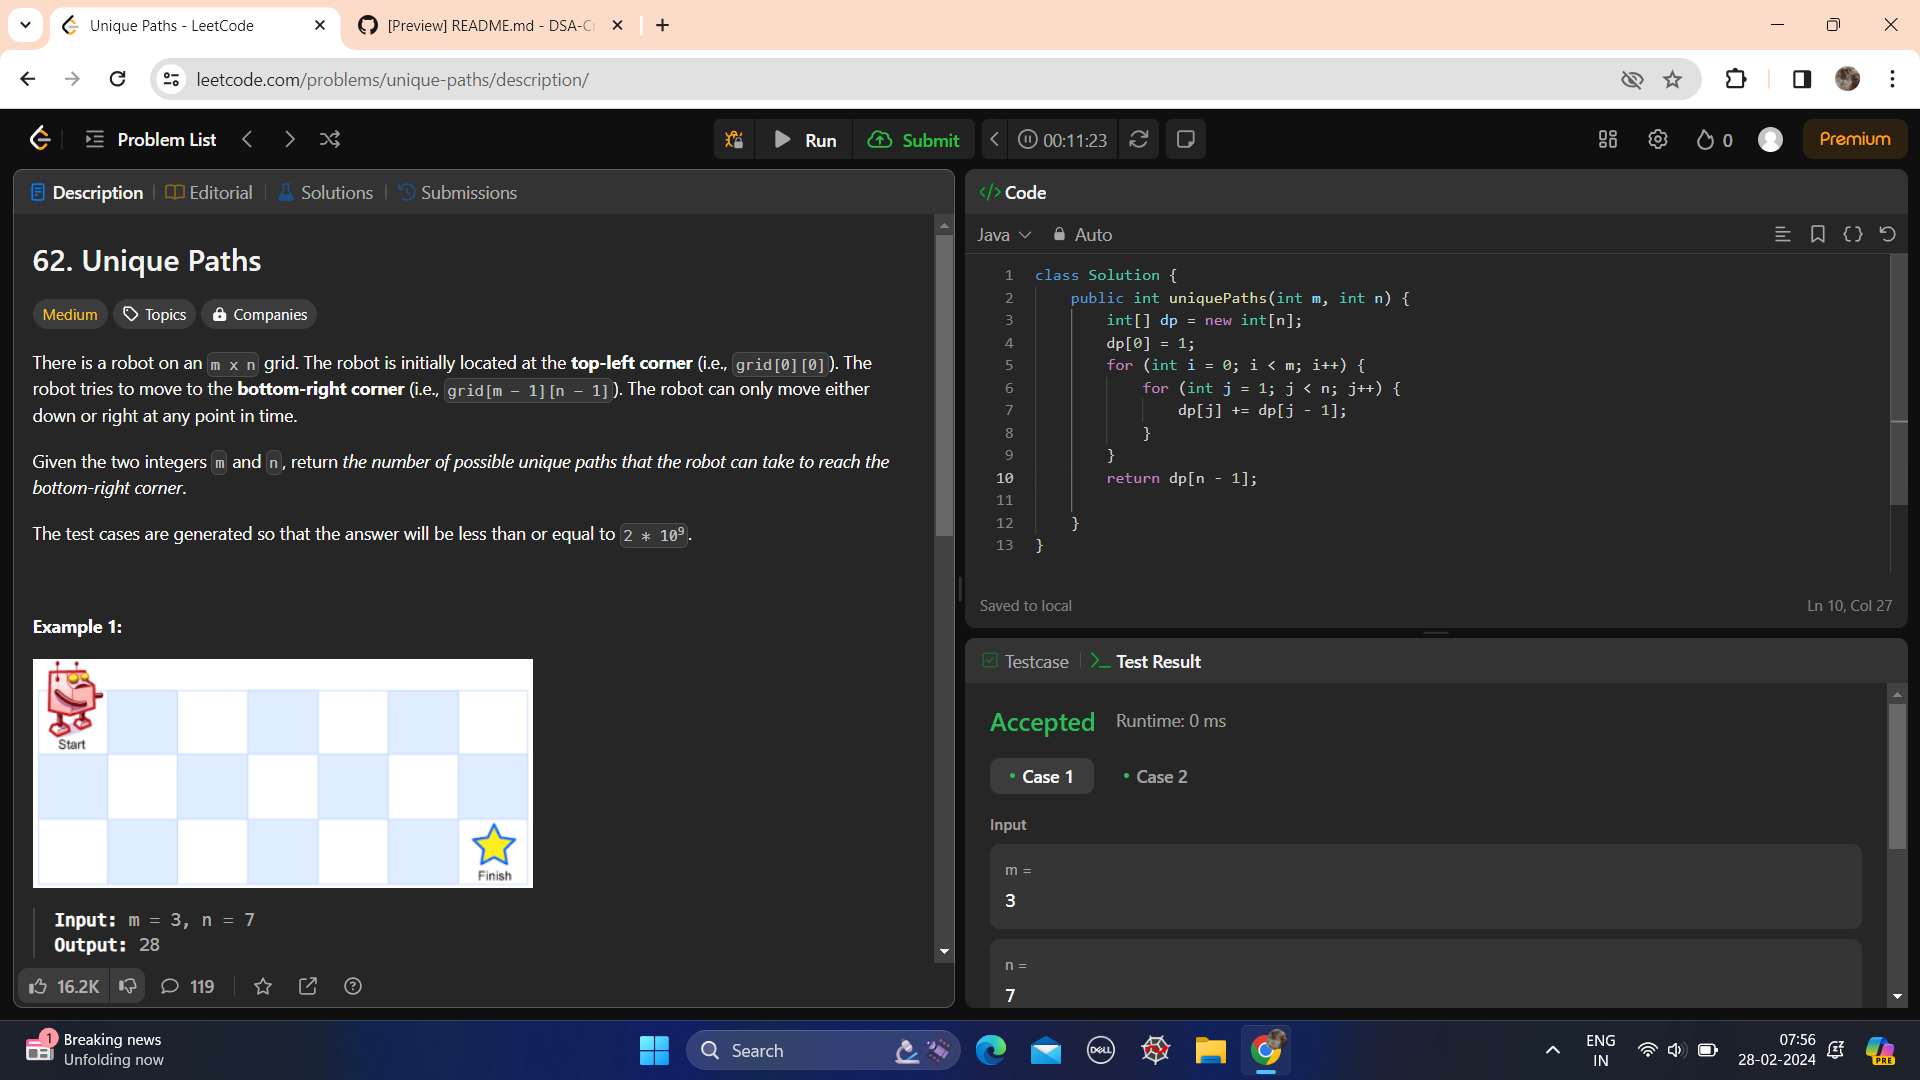 Unique Paths - LeetCode
[Preview] README.md - DSA-Cr
leetcode.com/problems/unique-paths/description/
Problem List
Run
Submit
00:11:23
0
Premium
Description
Editorial
Solutions
Submissions
62. Unique Paths
Medium
Topics
Companies
There is a robot on an m x n grid. The robot is initially located at the top-left corner (i.e., grid[0][0]). The
robot tries to move to the bottom-right corner (i.e., grid[m - 1][n - 1]). The robot can only move either
down or right at any point in time.
Given the two integers m and n, return the number of possible unique paths that the robot can take to reach the
bottom-right corner.
The test cases are generated so that the answer will be less than or equal to 2 * 10⁹.
Example 1:
Start
Finish
Input: m = 3, n = 7
Output: 28
16.2K
119
Code
Java
Auto
1 class Solution {
2 public int uniquePaths(int m, int n) {
3 int[] dp = new int[n];
4 dp[0] = 1;
5 for (int i = 0; i < m; i++) {
6 for (int j = 1; j < n; j++) {
7 dp[j] += dp[j - 1];
8 }
9 }
10 return dp[n - 1];
11
12 }
13 }
Saved to local
Ln 10, Col 27
Testcase
Test Result
Accepted
Runtime: 0 ms
Case 1
Case 2
Input
m =
3
n =
7
1
Breaking news
Unfolding now
Search
DELL
ENG
IN
07:56
28-02-2024
PRE